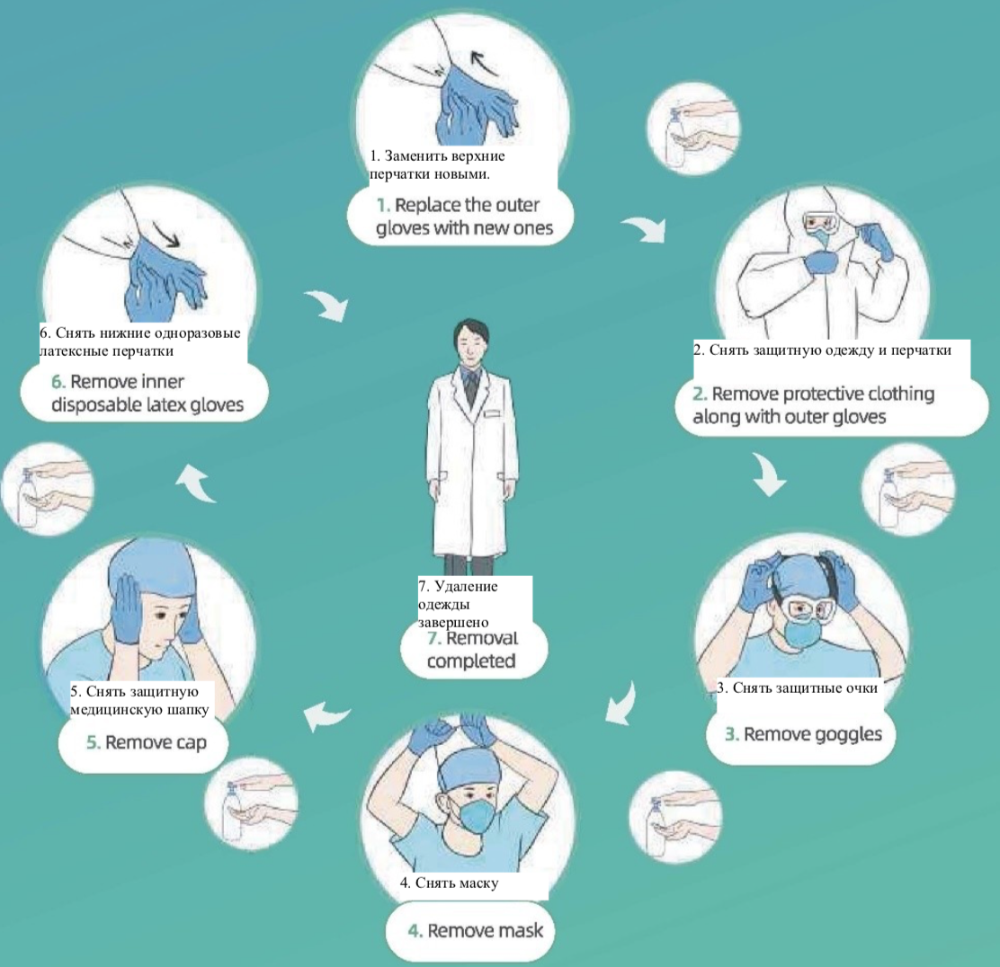 1. Заменить верхние
перчатки новыми.
1. Replace the outer
gloves with new ones
2. Снять защитную одежду и перчатки
2. Remove protective clothing
along with outer gloves
3. Снять защитные очки
3. Remove goggles
4. Снять маску
4. Remove mask
5. Снять защитную
медицинскую шапку
5. Remove cap
6. Снять нижние одноразовые
латексные перчатки
6. Remove inner
disposable latex gloves
7. Удаление
одежды
завершено
7. Removal
completed